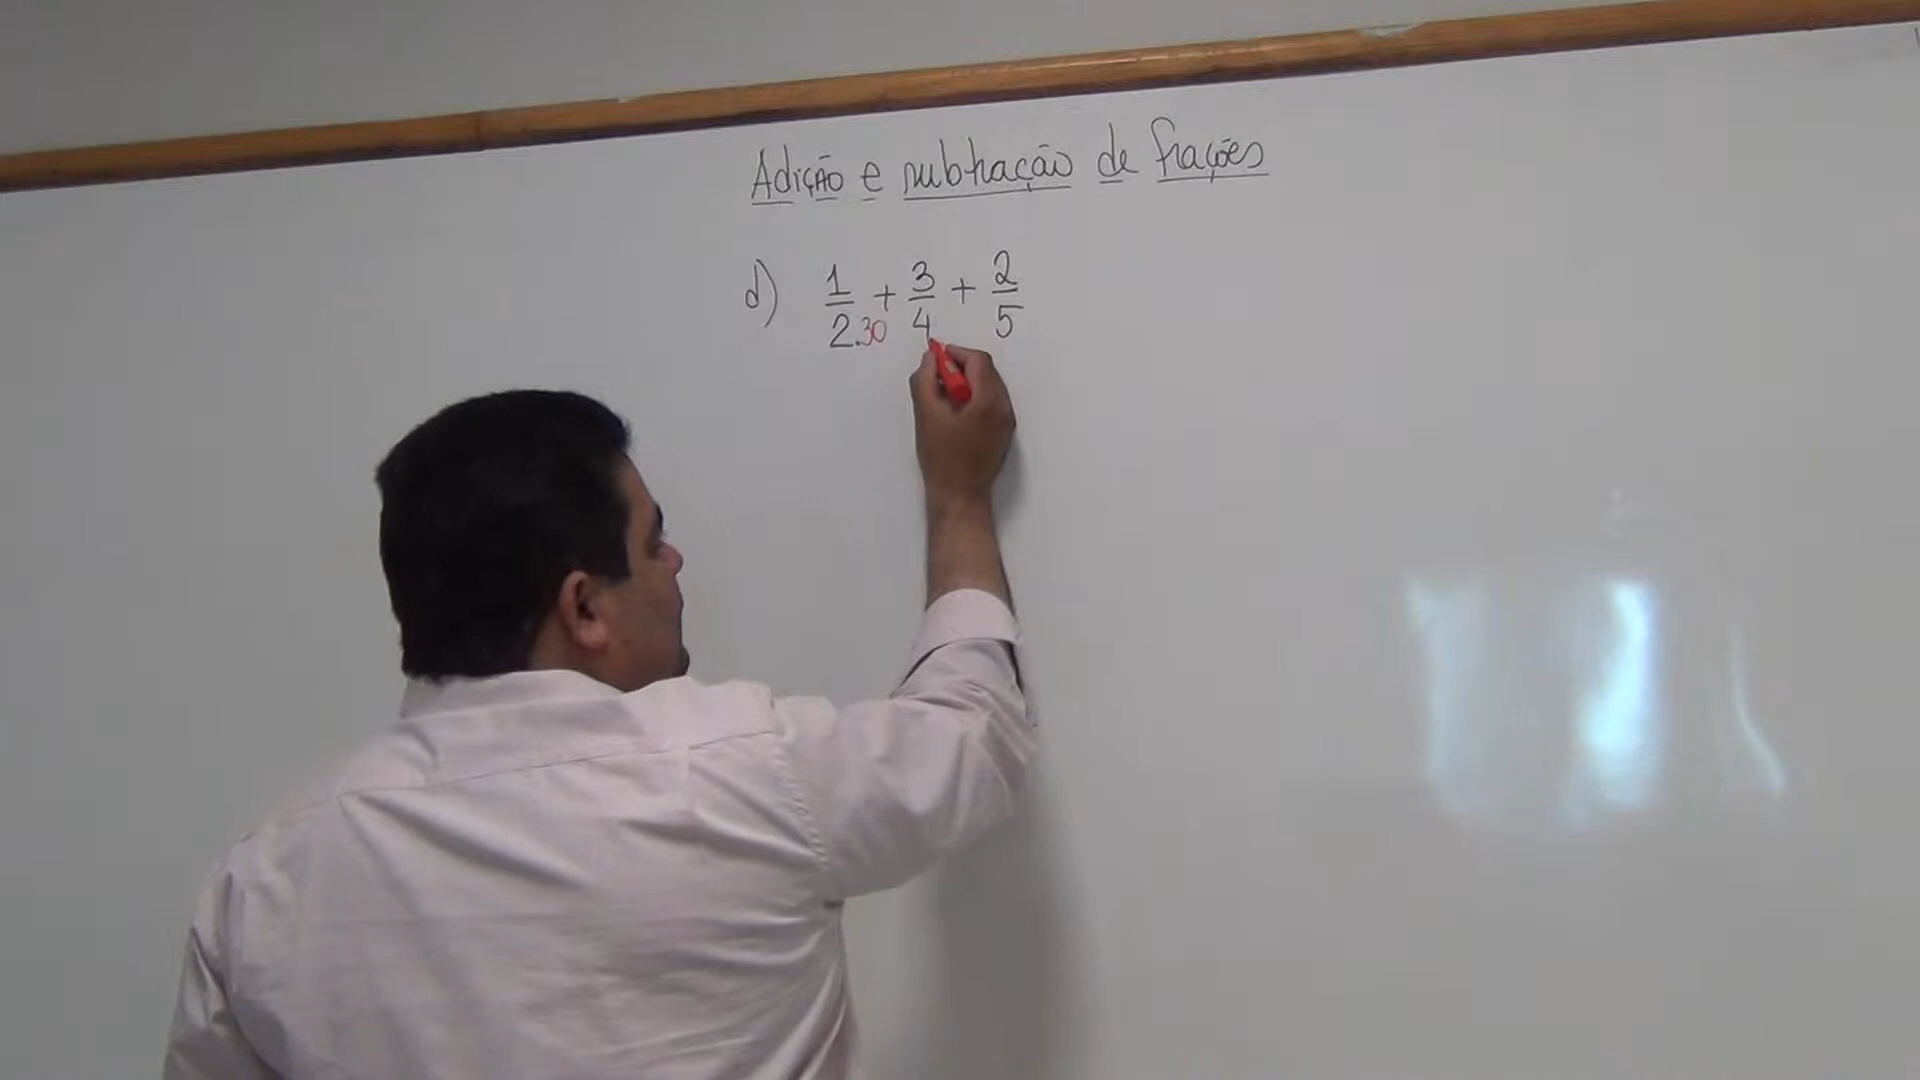 Adição e subtração de frações
d) 1/2.30 + 3/4 + 2/5